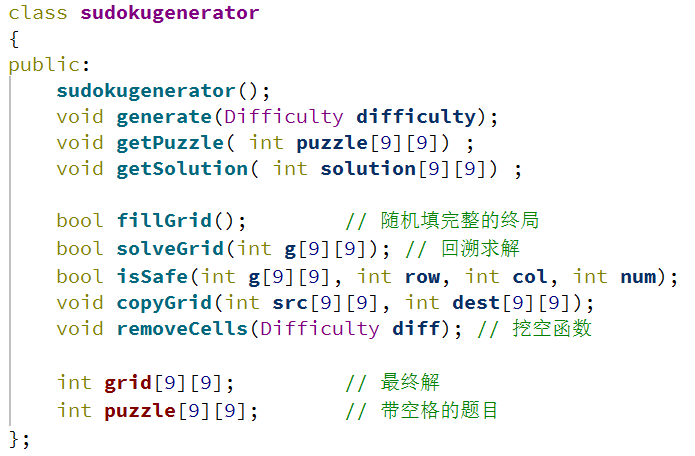 class sudokugenerator
{
public:
    sudokugenerator();
    void generate(Difficulty difficulty);
    void getPuzzle( int puzzle[9][9]) ;
    void getSolution( int solution[9][9]) ;

    bool fillGrid();        // 随机填完整的终局
    bool solveGrid(int g[9][9]); // 回溯求解
    bool isSafe(int g[9][9], int row, int col, int num);
    void copyGrid(int src[9][9], int dest[9][9]);
    void removeCells(Difficulty diff); // 挖空函数

    int grid[9][9];         // 最终解
    int puzzle[9][9];       // 带空格的题目
};